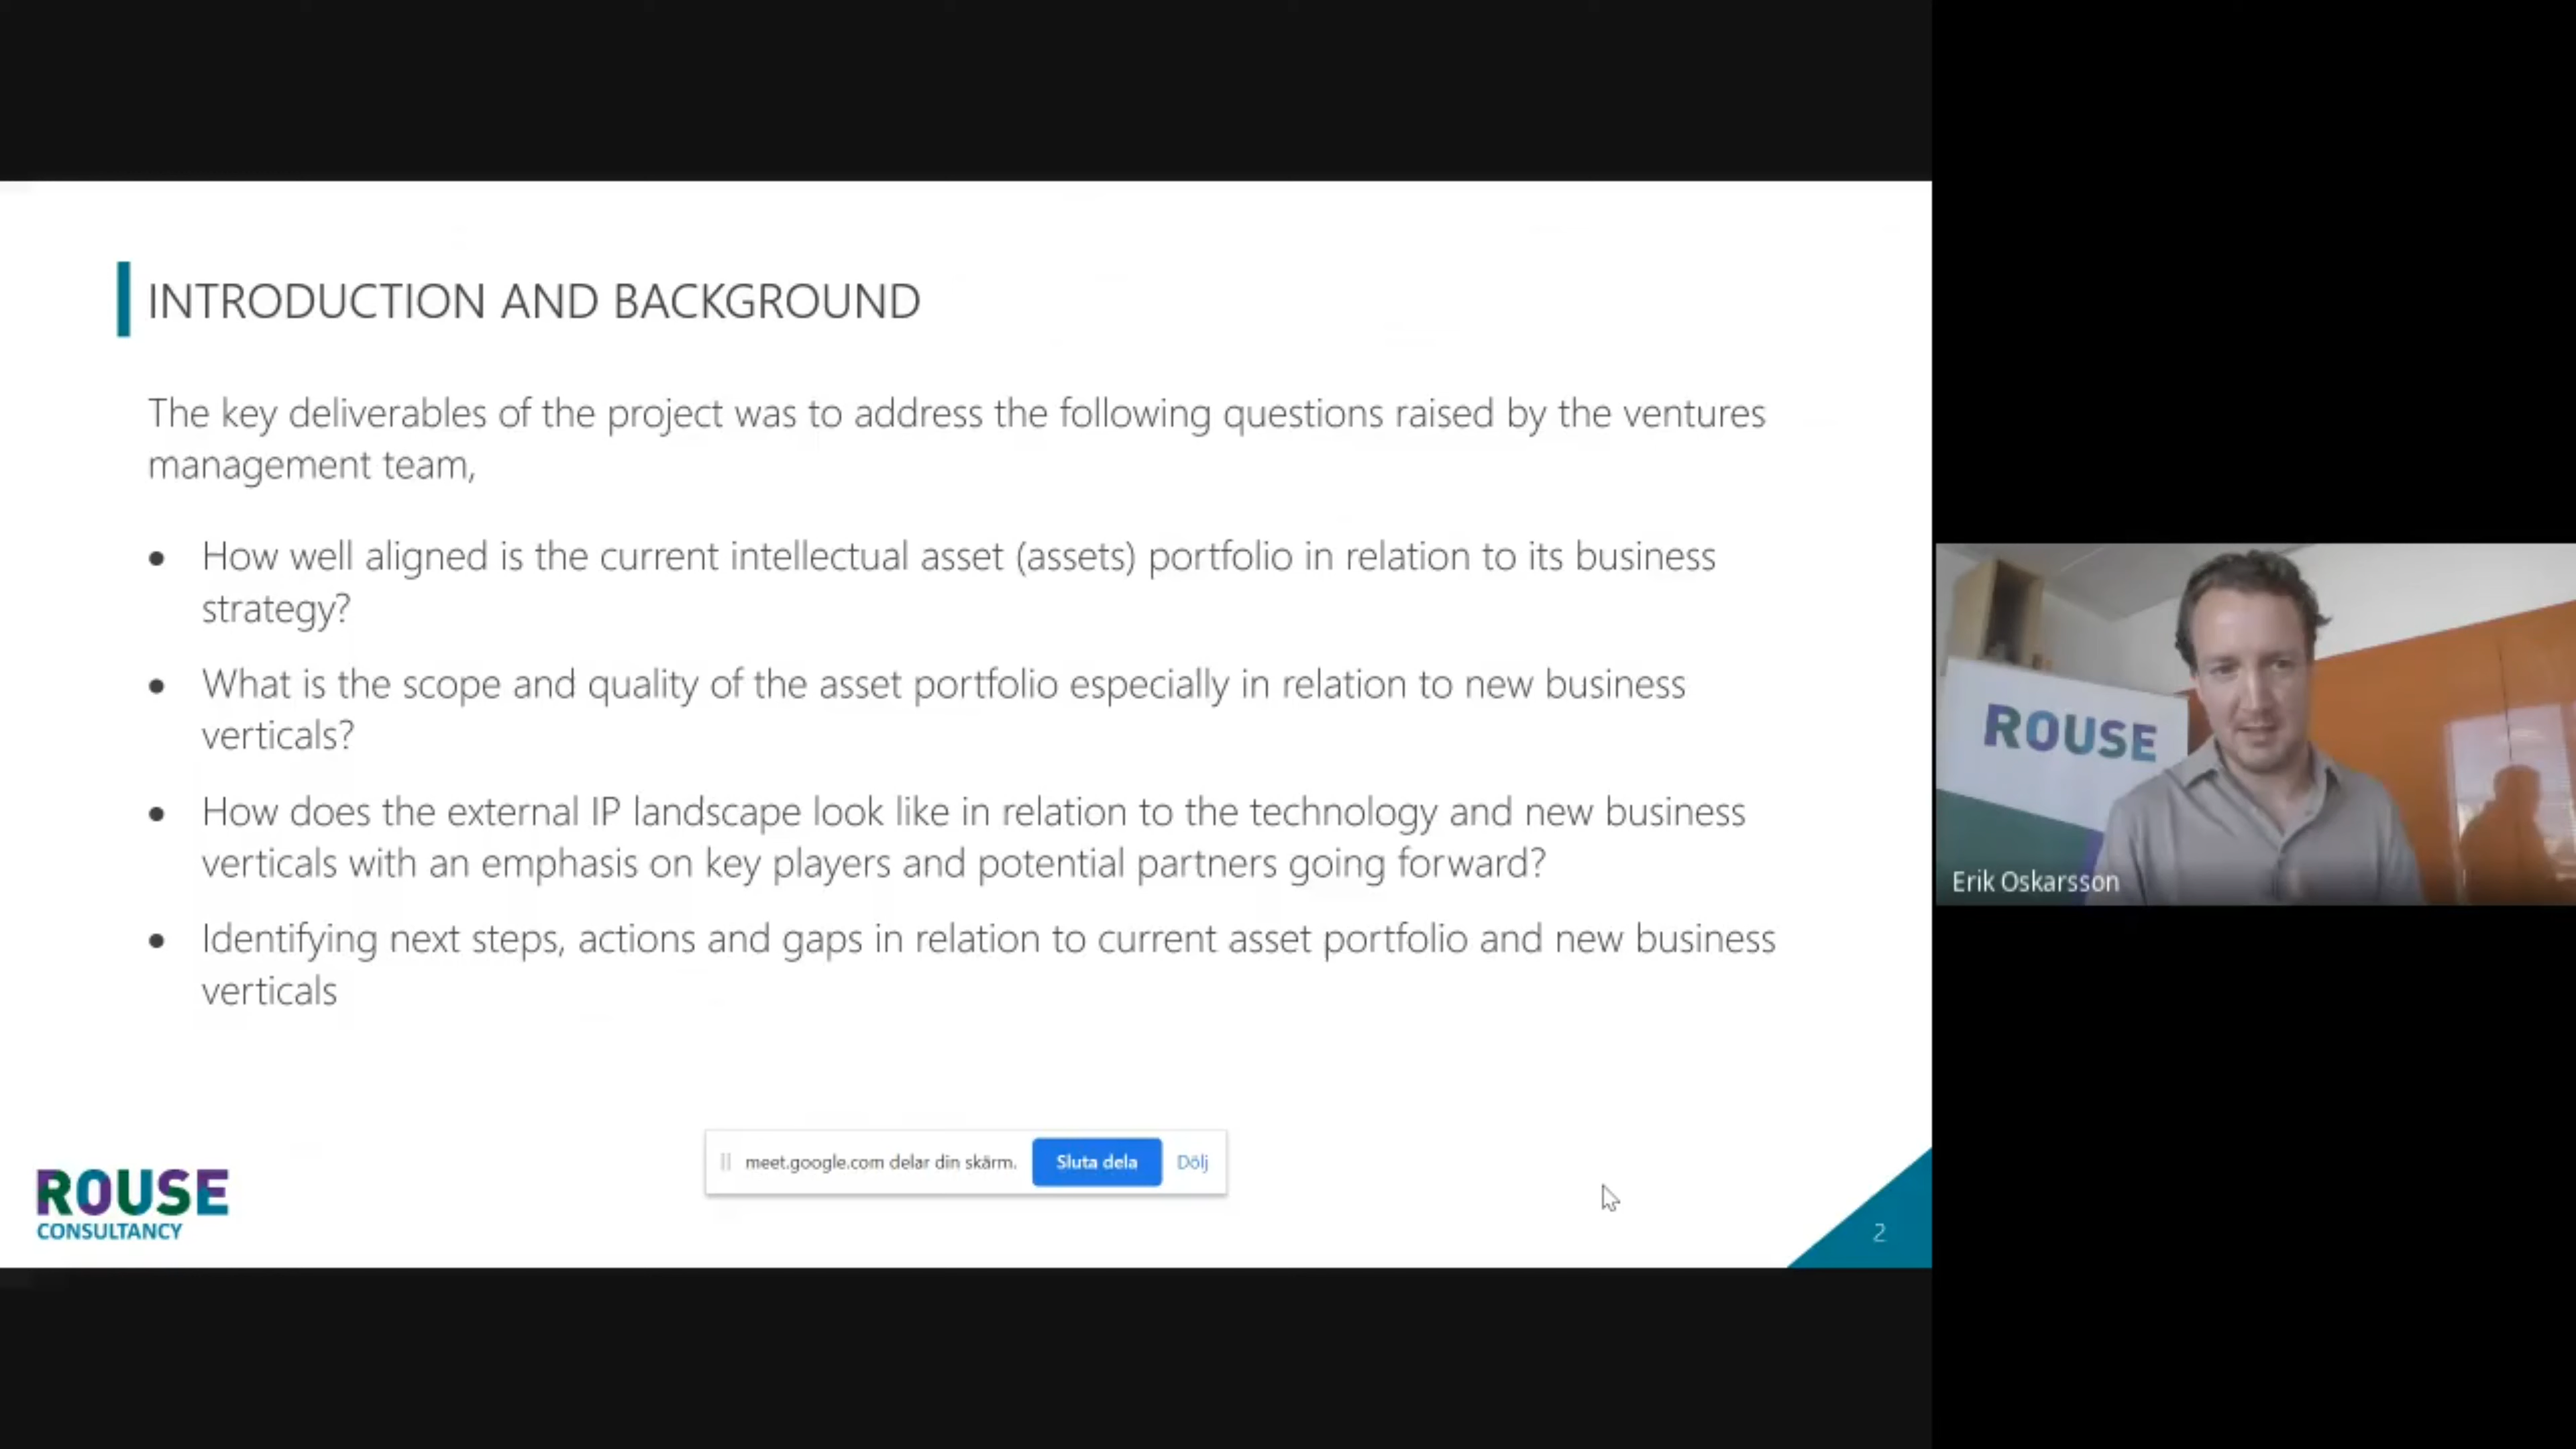 INTRODUCTION AND BACKGROUND
The key deliverables of the project was to address the following questions raised by the ventures
management team,
• How well aligned is the current intellectual asset (assets) portfolio in relation to its business
strategy?
• What is the scope and quality of the asset portfolio especially in relation to new business
verticals?
• How does the external IP landscape look like in relation to the technology and new business
verticals with an emphasis on key players and potential partners going forward?
• Identifying next steps, actions and gaps in relation to current asset portfolio and new business
verticals
meet.google.com delar din skärm. Sluta dela Dölj
ROUSE
CONSULTANCY
2
ROUSE
Erik Oskarsson